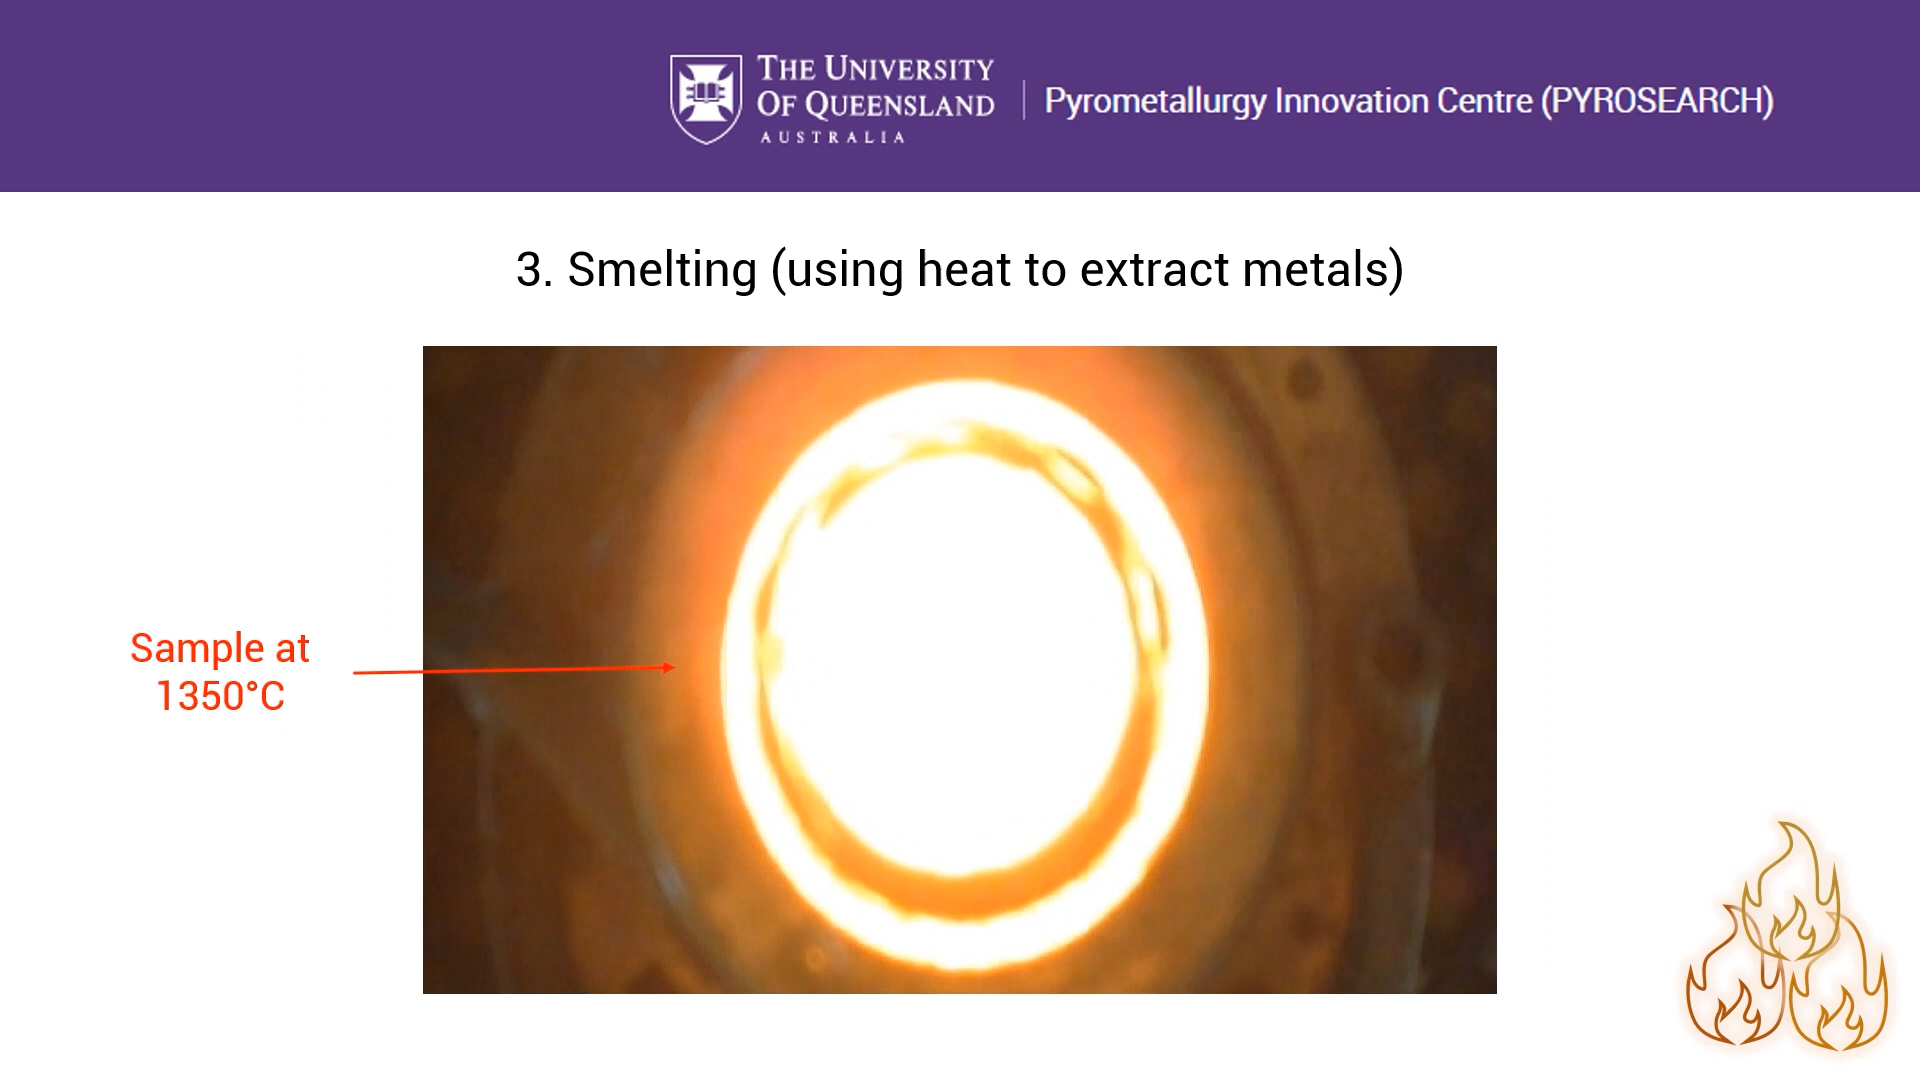 THE UNIVERSITY
OF QUEENSLAND
AUSTRALIA
Pyrometallurgy Innovation Centre (PYROSEARCH)
3. Smelting (using heat to extract metals)
Sample at
1350°C